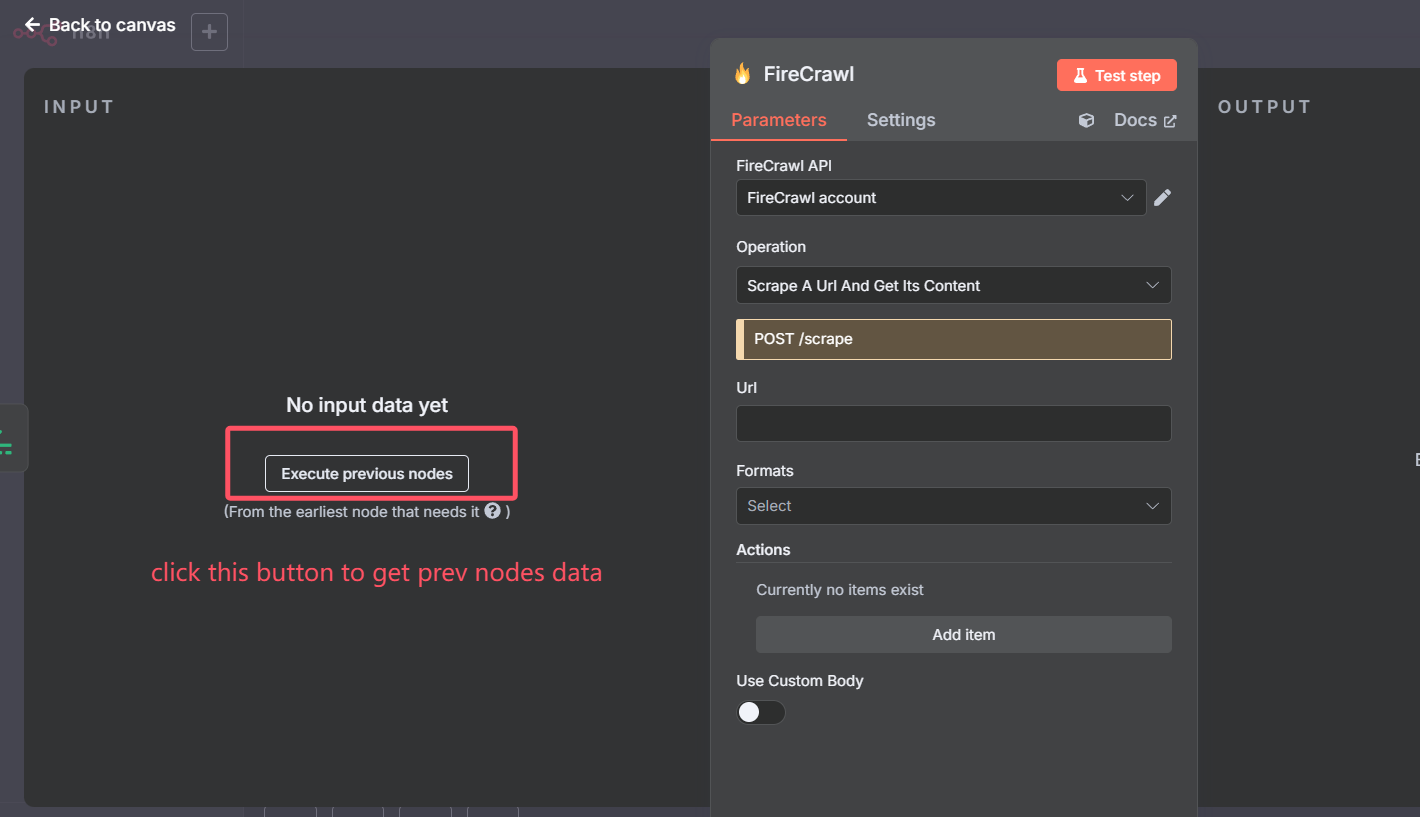 Back to canvas
n8n
INPUT
No input data yet
Execute previous nodes
(From the earliest node that needs it ? )
click this button to get prev nodes data
FireCrawl
Test step
Parameters
Settings
Docs
FireCrawl API
FireCrawl account
Operation
Scrape A Url And Get Its Content
POST /scrape
Url
Formats
Select
Actions
Currently no items exist
Add item
Use Custom Body
OUTPUT